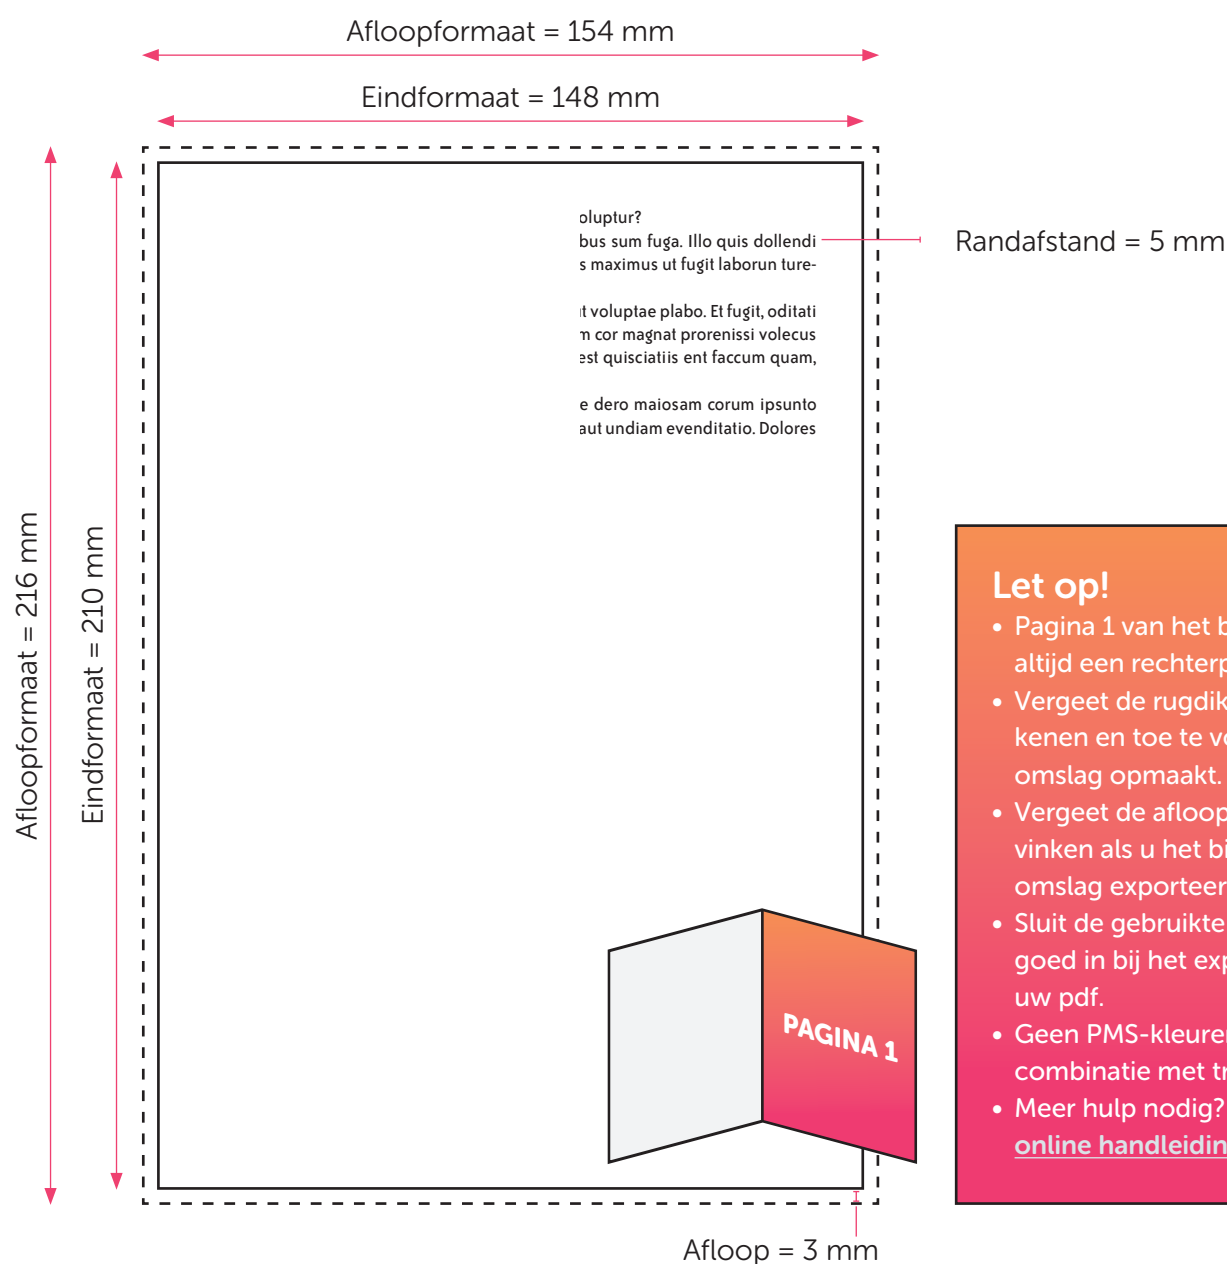 Afloopformaat = 154 mm
Eindformaat = 148 mm
Afloopformaat = 216 mm
Eindformaat = 210 mm
oluptur?
bus sum fuga. Illo quis dollendi
s maximus ut fugit laborun ture-
t voluptae plabo. Et fugit, oditati
m cor magnat prorenissi volecus
est quisciatiis ent faccum quam,
e dero maiosam corum ipsunto
aut undiam evenditatio. Dolores
Randafstand = 5 mm
Let op!
• Pagina 1 van het b
altijd een rechterp
• Vergeet de rugdik
kenen en toe te vo
omslag opmaakt.
• Vergeet de afloop
vinken als u het bi
omslag exporteer
• Sluit de gebruikte
goed in bij het exp
uw pdf.
• Geen PMS-kleuren
combinatie met tr
• Meer hulp nodig?
online handleidin
PAGINA 1
Afloop = 3 mm